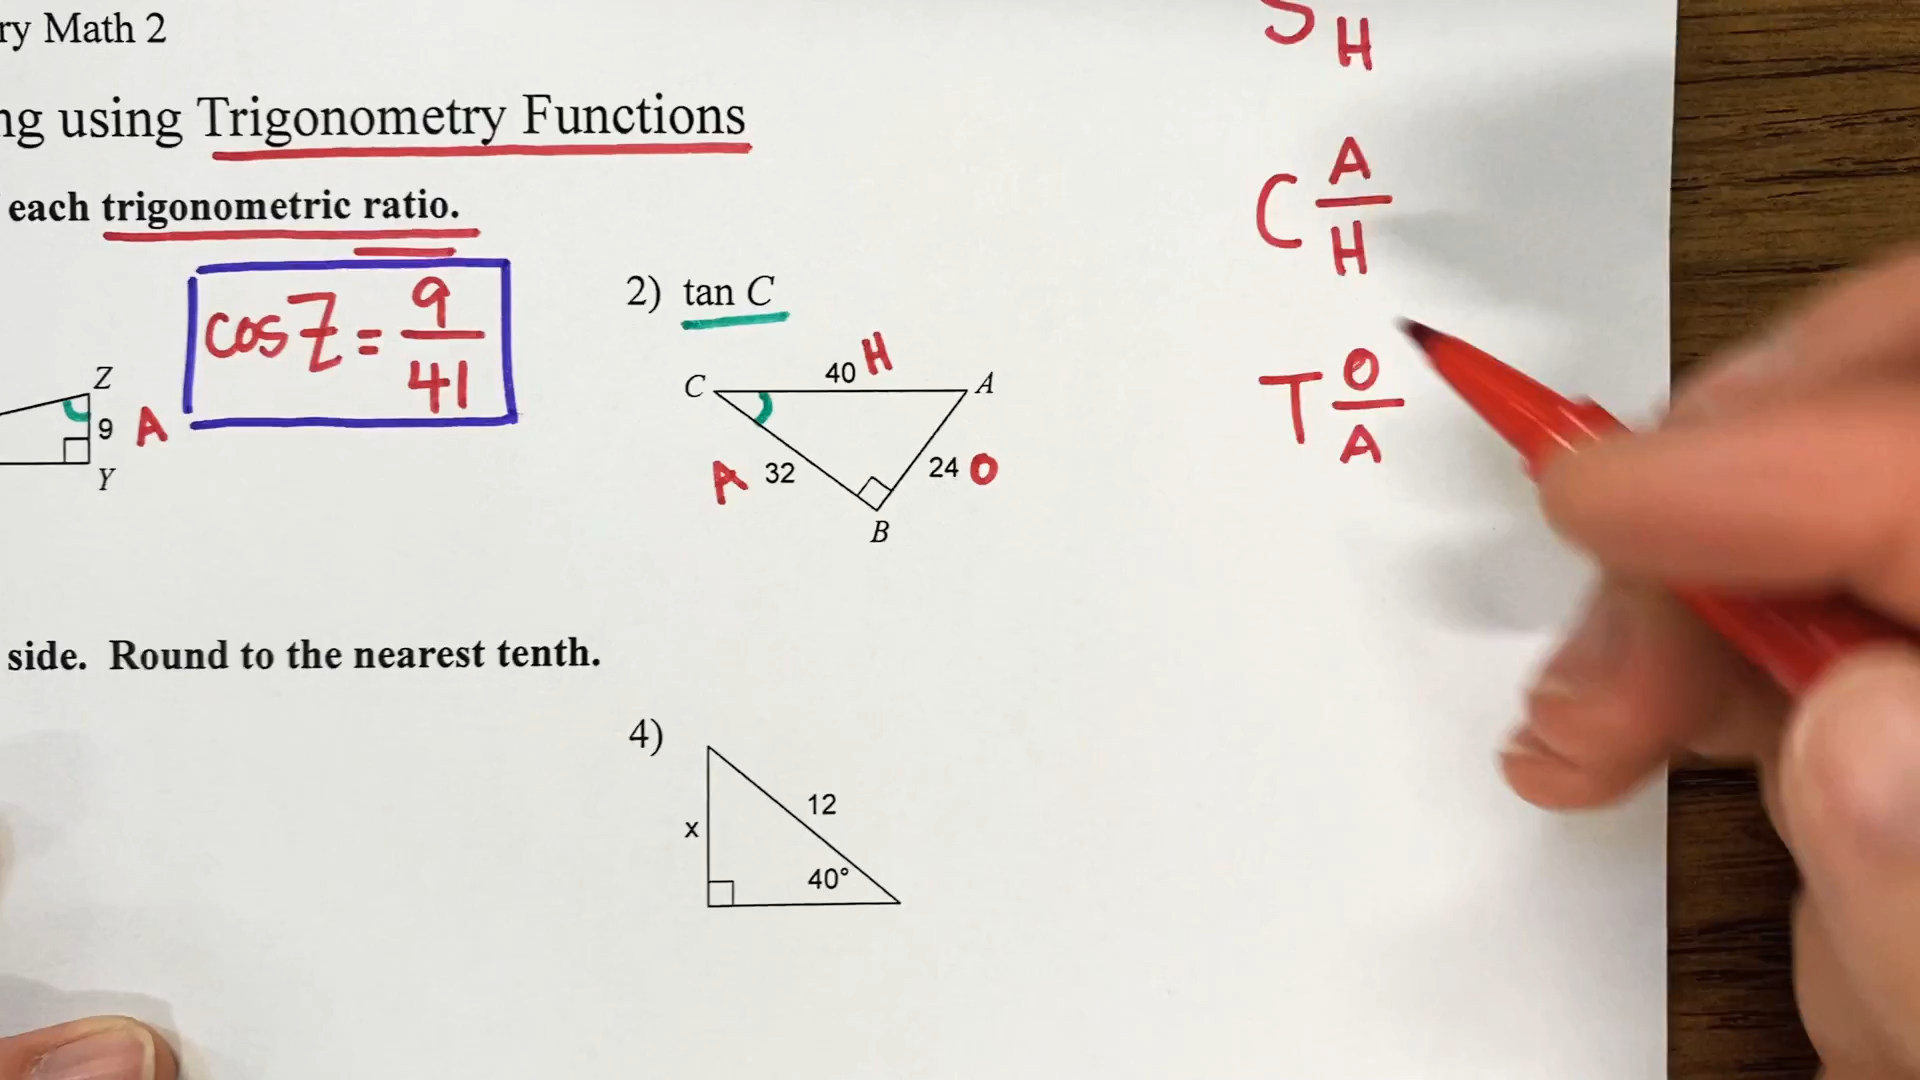 ry Math 2
ng using Trigonometry Functions
each trigonometric ratio.
cos Z = 9/41
Z
9 A
Y
2) tan C
40 H
C
A
A 32
24 O
B
S H
C A/H
T O/A
side. Round to the nearest tenth.
4)
12
x
40°